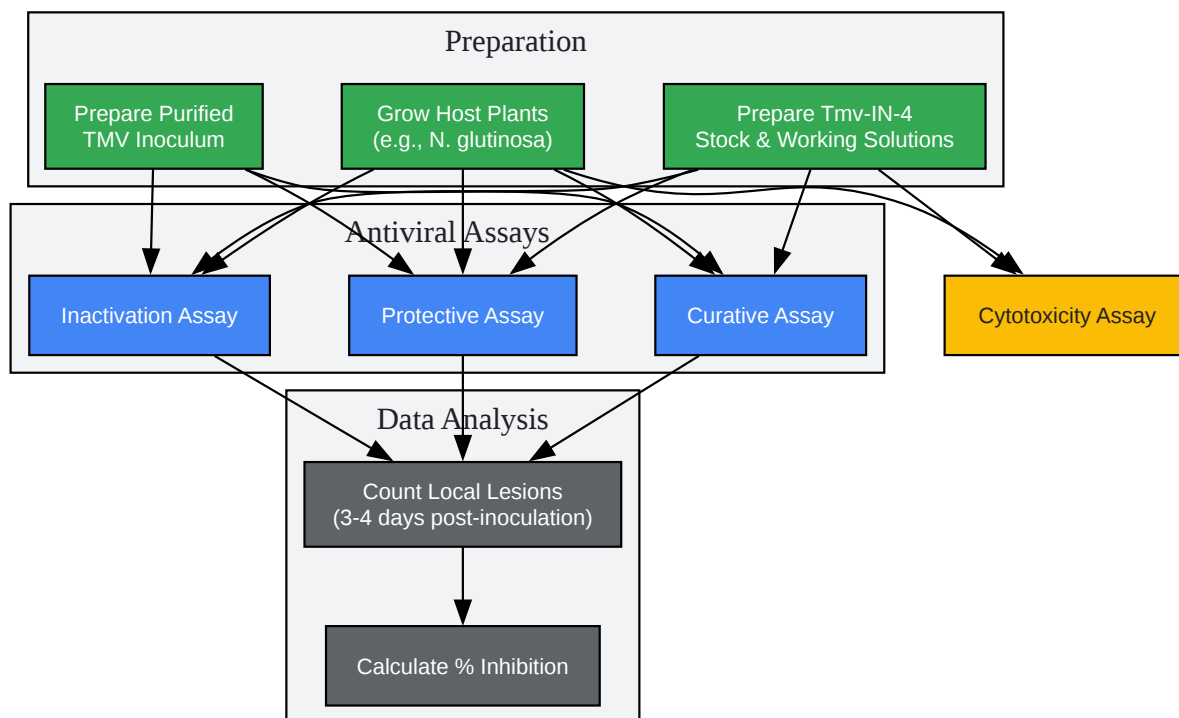 Preparation
Prepare Purified
TMV Inoculum
Grow Host Plants
(e.g., N. glutinosa)
Prepare Tmv-IN-4
Stock & Working Solutions
Antiviral Assays
Inactivation Assay
Protective Assay
Curative Assay
Cytotoxicity Assay
Data Analysis
Count Local Lesions
(3-4 days post-inoculation)
Calculate % Inhibition